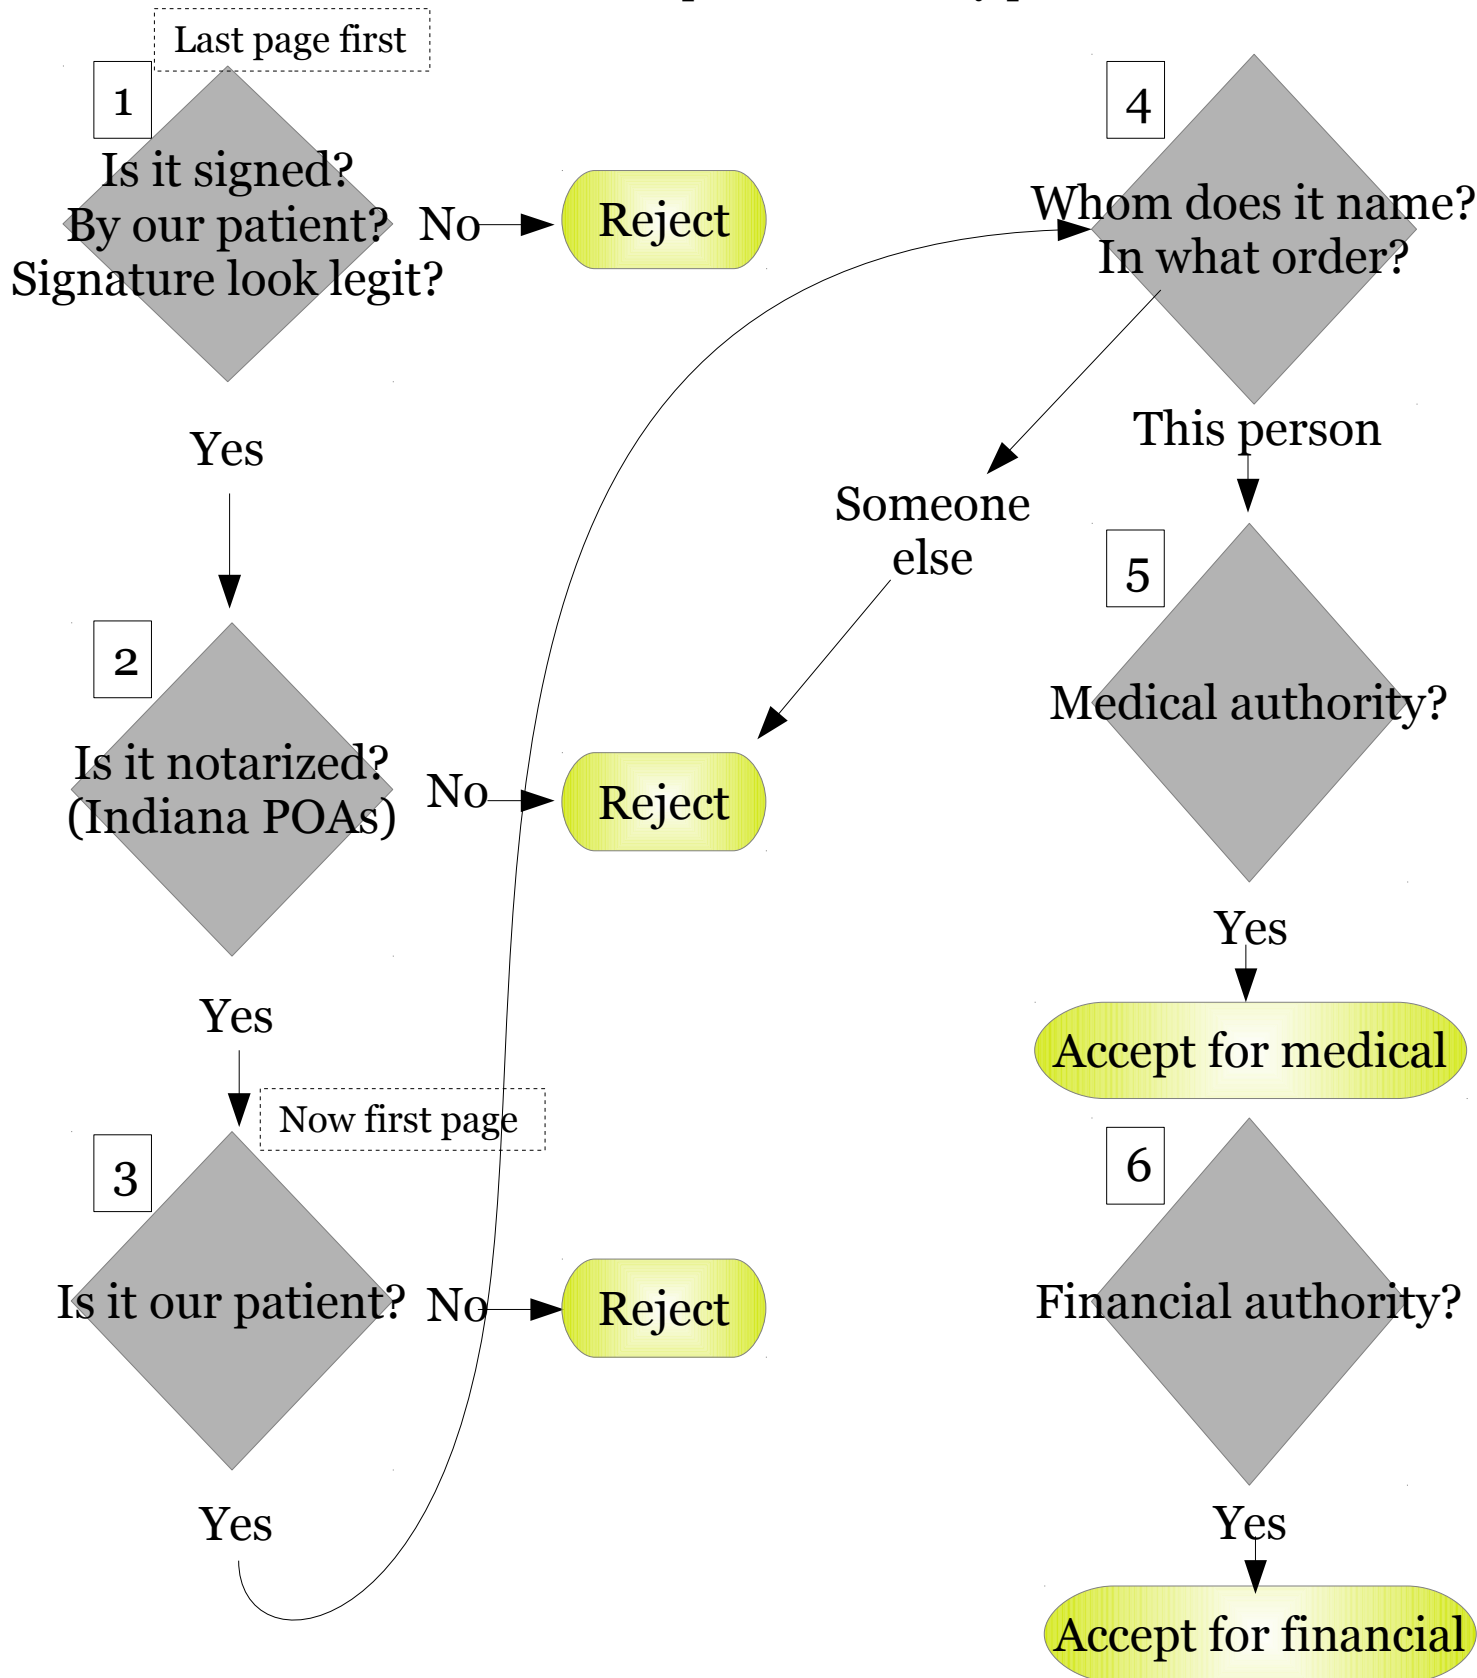 Last page first
1
Is it signed?
By our patient?
Signature look legit?
No
Reject
Yes
2
Is it notarized?
(Indiana POAs)
No
Reject
Yes
Now first page
3
Is it our patient?
No
Reject
Yes
4
Whom does it name?
In what order?
Someone
else
This person
5
Medical authority?
Yes
Accept for medical
6
Financial authority?
Yes
Accept for financial